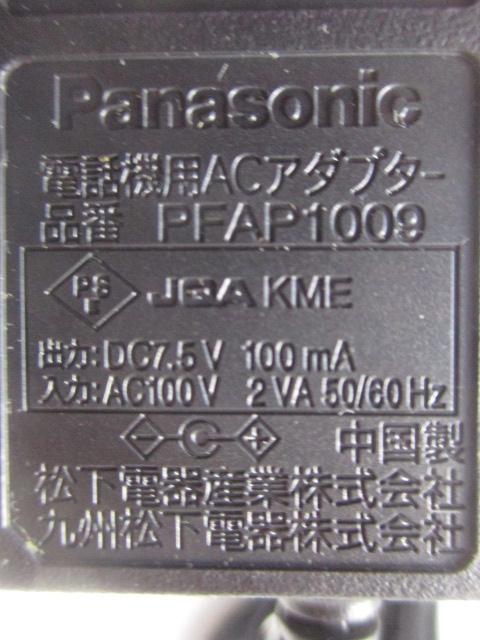 Panasonic
電話機用ACアダプター
品番 PFAP1009
PS E JQA KME
出力:DC7.5V 100mA
入力:AC100V 2VA 50/60Hz
中国製
松下電器産業株式会社
九州松下電器株式会社